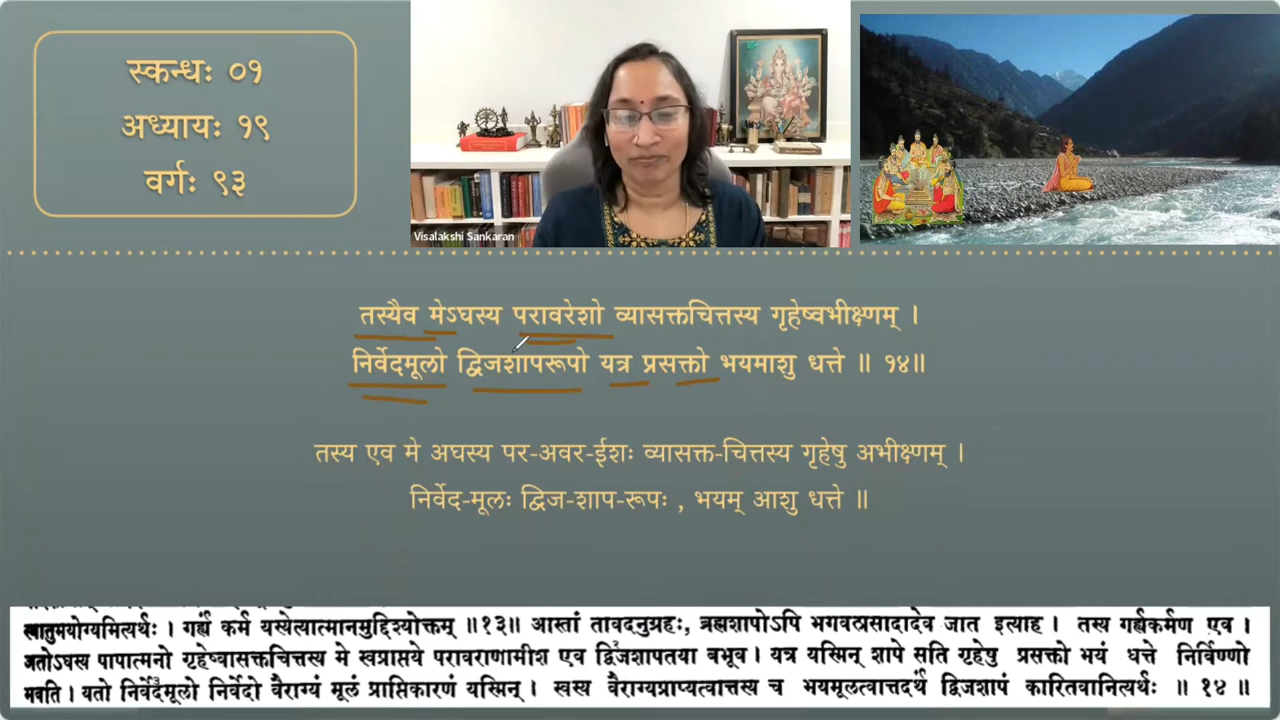 स्कन्धः ०१
अध्यायः १९
वर्गः ९३
Visalakshi Sankaran
तस्यैव मेऽघस्य परावरेशो व्यासक्तचित्तस्य गृहेष्वभीक्ष्णम् ।
निर्वेदमूलो द्विजशापरूपो यत्र प्रसक्तो भयमाशु धत्ते ॥ १४॥
तस्य एव मे अघस्य पर-अवर-ईशः व्यासक्त-चित्तस्य गृहेषु अभीक्ष्णम् ।
निर्वेद-मूलः द्विज-शाप-रूपः , भयम् आशु धत्ते ॥
गर्ह्यं कर्म यस्येत्यात्मानमुद्दिश्योक्तम् ॥१३॥ आस्तां तावदनुग्रहः, ब्रह्मशापोऽपि भगवत्प्रसादादेव जात इत्याह । तस्य गर्ह्यकर्मण एव ।
अतोऽघस्य पापात्मनो गृहेष्वासक्तचित्तस्य मे स्वप्राप्तये परावराणामीश एव द्विजशापतया बभूव । यत्र यस्मिन् शापे सति गृहेषु प्रसक्तो भयं धत्ते निर्विण्णो
भवति । यतो निर्वेदमूलो निर्वेदो वैराग्यं मूलं प्राप्तिकारणं यस्मिन् । स्वस्य वैराग्यप्राप्यत्वात्तस्य च भयमूलत्वात्तदर्थं द्विजशापं कारितवानित्यर्थः ॥ १४ ॥